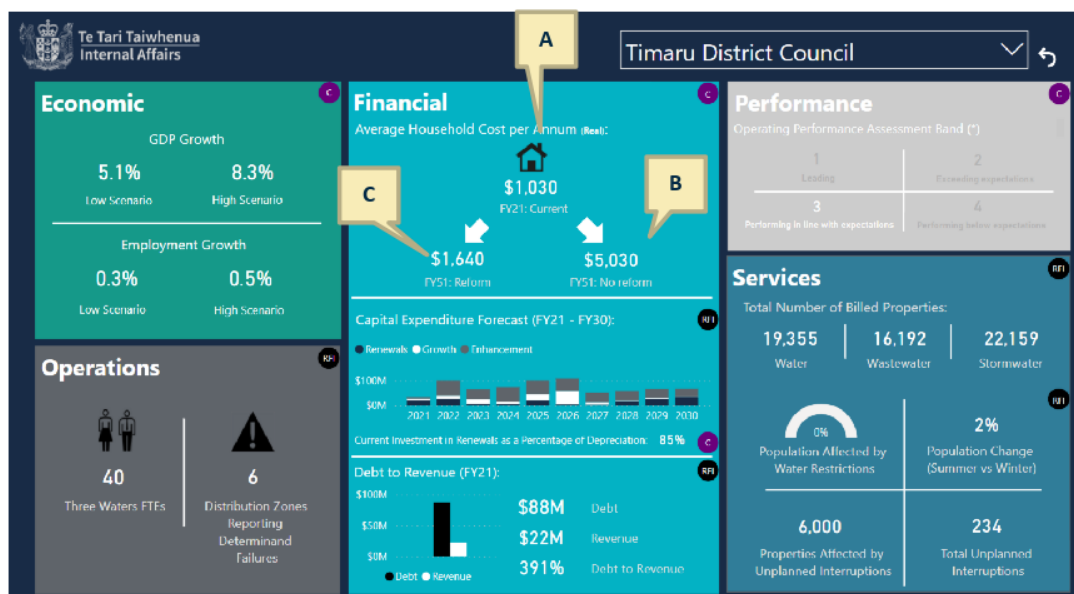 Te Tari Taiwhenua
Internal Affairs
A
Timaru District Council
Economic
C
GDP Growth
5.1%
8.3%
Low Scenario
High Scenario
Employment Growth
0.3%
0.5%
Low Scenario
High Scenario
Operations
RFI
40
6
Three Waters FTEs
Distribution Zones
Reporting
Determinand
Failures
Financial
C
Average Household Cost per Annum (Real):
$1,030
FY21: Current
C
B
$1,640
$5,030
FY51: Reform
FY51: No reform
Capital Expenditure Forecast (FY21 - FY30):
RFI
Renewals Growth Enhancement
$100M
$0M
2021 2022 2023 2024 2025 2026 2027 2028 2029 2030
Current Investment in Renewals as a Percentage of Depreciation: 85%
C
Debt to Revenue (FY21):
RFI
$100M
$50M
$0M
Debt Revenue
$88M Debt
$22M Revenue
391% Debt to Revenue
Performance
C
Operating Performance Assessment Band (*)
1
2
Leading
Exceeding expectations
3
4
Performing in line with expectations
Performing below expectations
Services
RFI
Total Number of Billed Properties:
19,355
16,192
22,159
Water
Wastewater
Stormwater
RFI
0%
2%
Population Affected by
Water Restrictions
Population Change
(Summer vs Winter)
6,000
234
Properties Affected by
Unplanned Interruptions
Total Unplanned
Interruptions